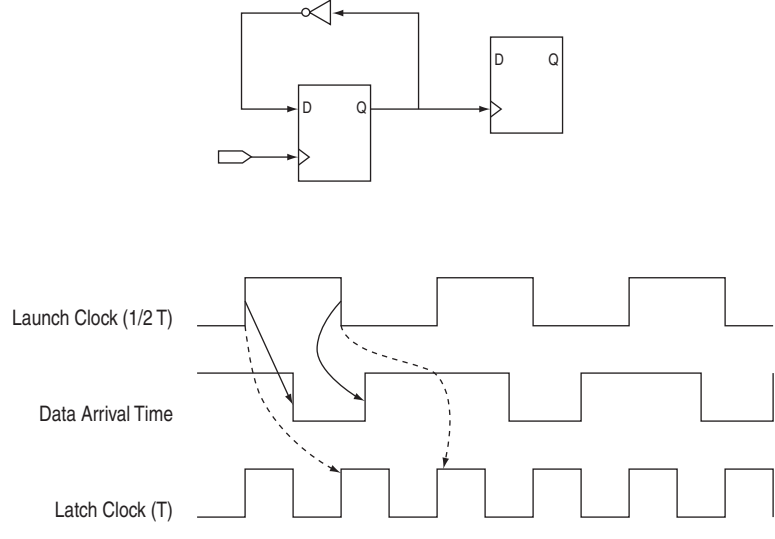 D Q
D Q
Launch Clock (1/2 T)
Data Arrival Time
Latch Clock (T)